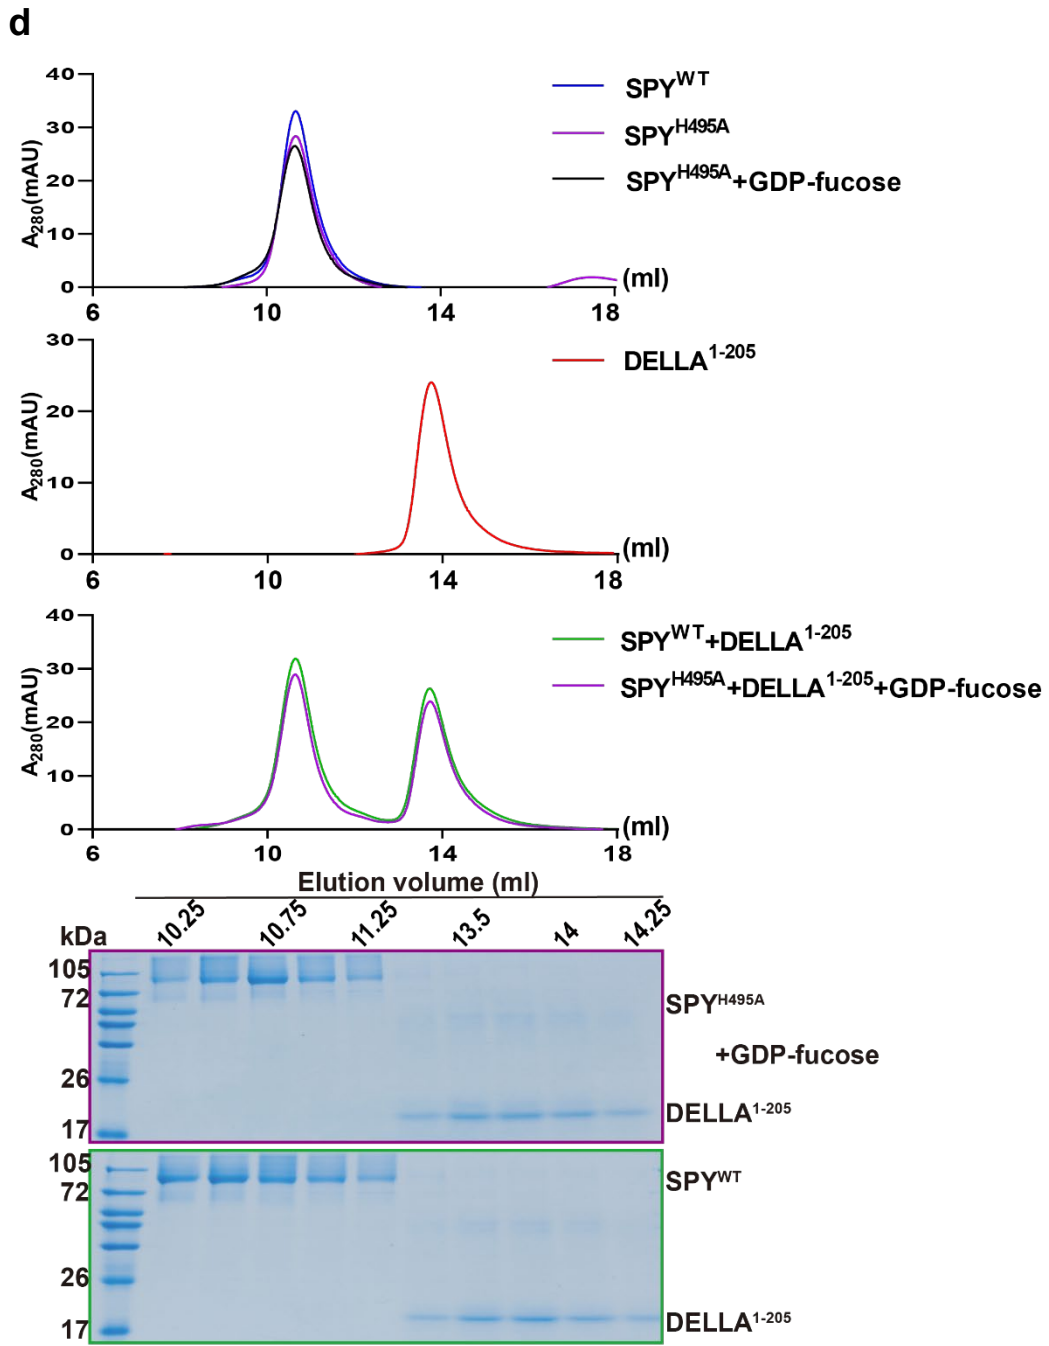 d
40
30
20
10
0
A280(mAU)
6 10 14 18
(ml)
SPYWT
SPYH495A
SPYH495A+GDP-fucose
30
20
10
0
A280(mAU)
6 10 14 18
(ml)
DELLA1-205
40
30
20
10
0
A280(mAU)
6 10 14 18
(ml)
SPYWT+DELLA1-205
SPYH495A+DELLA1-205+GDP-fucose
Elution volume (ml)
kDa 10.25 10.75 11.25 13.5 14 14.25
105
72
26
17
SPYH495A
+GDP-fucose
DELLA1-205
105
72
26
17
SPYWT
DELLA1-205